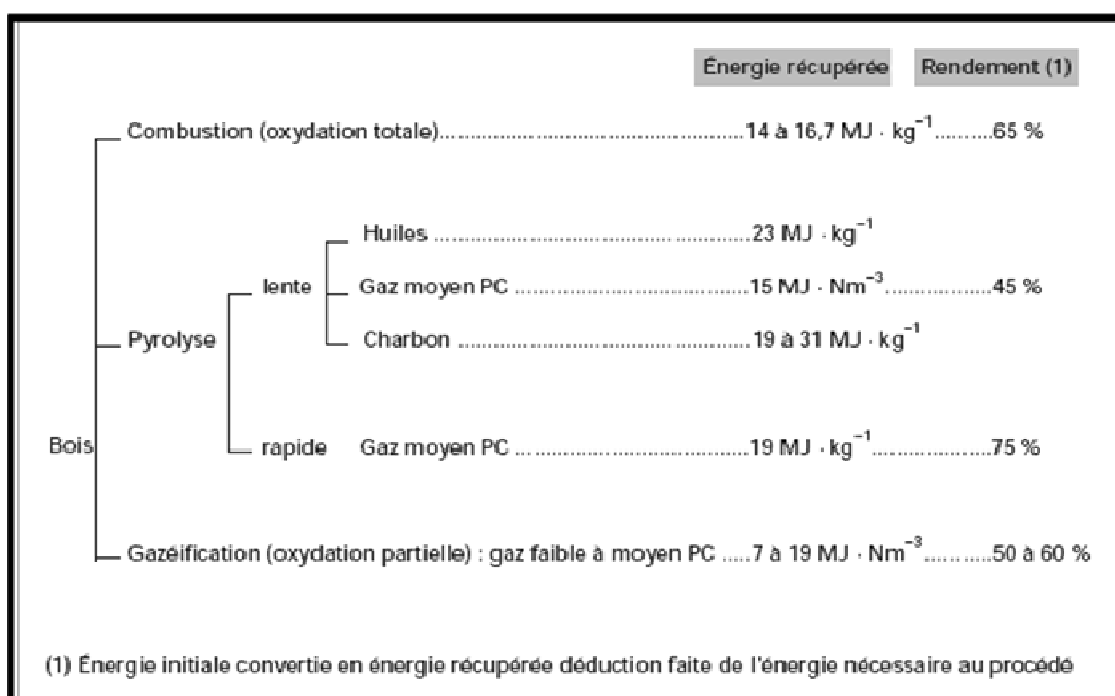 Énergie récupérée Rendement (1)
Combustion (oxydation totale)..................................................14 à 16,7 MJ · kg⁻¹..........65 %
Huiles ....................................................23 MJ · kg⁻¹
lente Gaz moyen PC ......................................15 MJ · Nm⁻³.................45 %
Pyrolyse Charbon .................................................19 à 31 MJ · kg⁻¹
Bois rapide Gaz moyen PC ......................................19 MJ · kg⁻¹...................75 %
Gazéification (oxydation partielle) : gaz faible à moyen PC .....7 à 19 MJ · Nm⁻³...........50 à 60 %
(1) Énergie initiale convertie en énergie récupérée déduction faite de l'énergie nécessaire au procédé